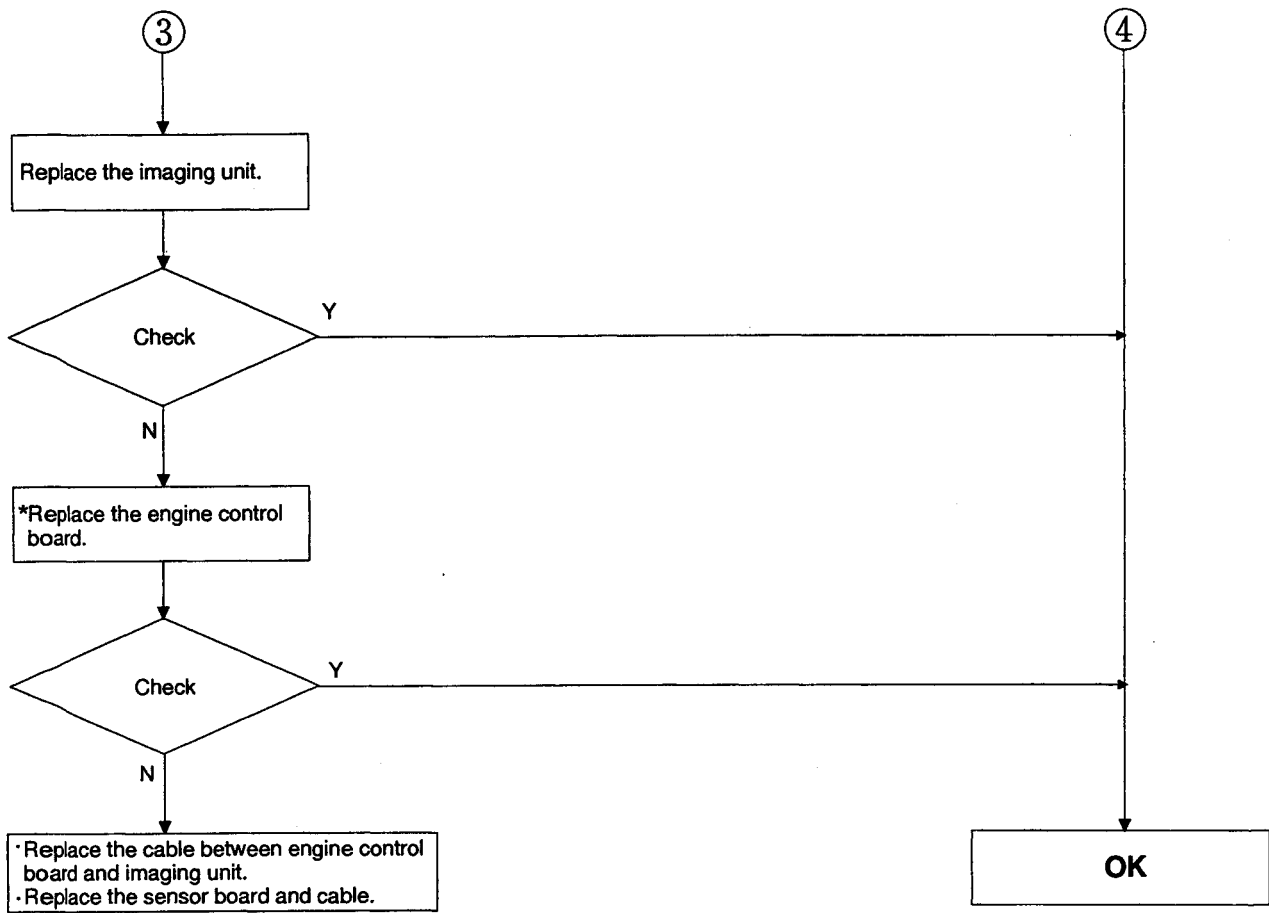 ③
④
Replace the imaging unit.
Check
Y
N
*Replace the engine control
board.
Check
Y
N
·Replace the cable between engine control
board and imaging unit.
·Replace the sensor board and cable.
OK